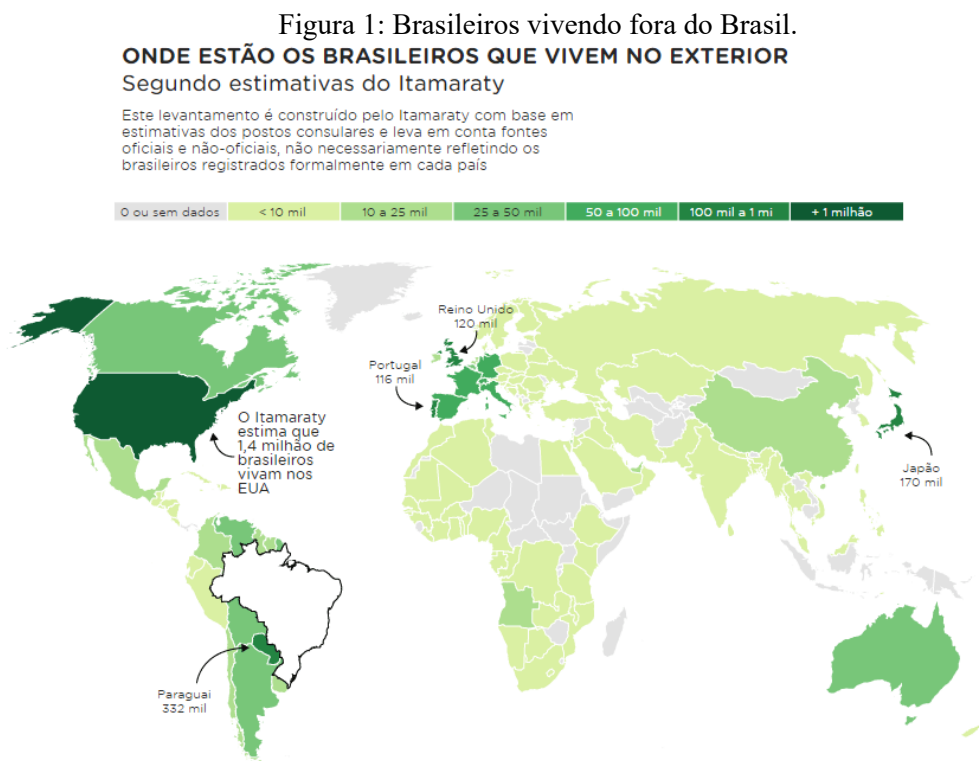 Figura 1: Brasileiros vivendo fora do Brasil.
ONDE ESTÃO OS BRASILEIROS QUE VIVEM NO EXTERIOR
Segundo estimativas do Itamaraty
Este levantamento é construído pelo Itamaraty com base em
estimativas dos postos consulares e leva em conta fontes
oficiais e não-oficiais, não necessariamente refletindo os
brasileiros registrados formalmente em cada país
0 ou sem dados
< 10 mil
10 a 25 mil
25 a 50 mil
50 a 100 mil
100 mil a 1 mi
+ 1 milhão
Reino Unido
120 mil
Portugal
116 mil
O Itamaraty
estima que
1,4 milhão de
brasileiros
vivam nos
EUA
Japão
170 mil
Paraguai
332 mil